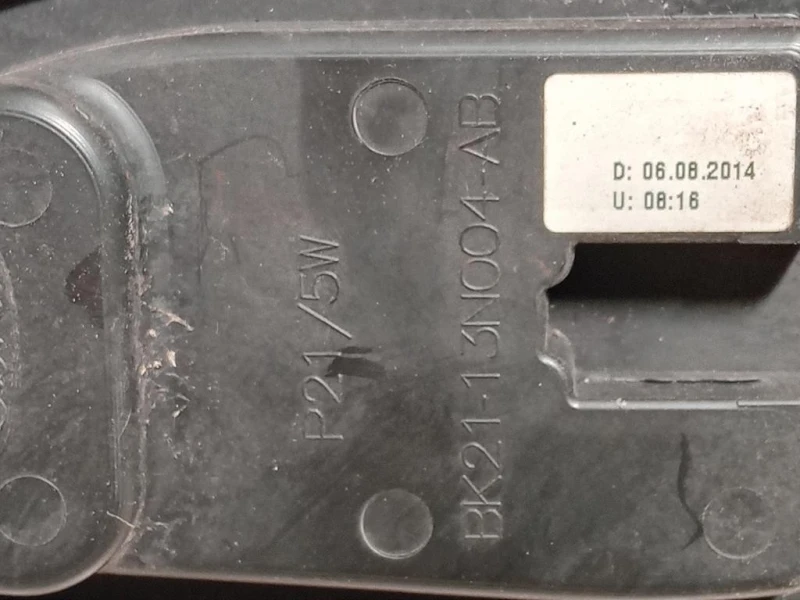 P21/5W
BK21-13N004-AB
D: 06.08.2014
U: 08:16